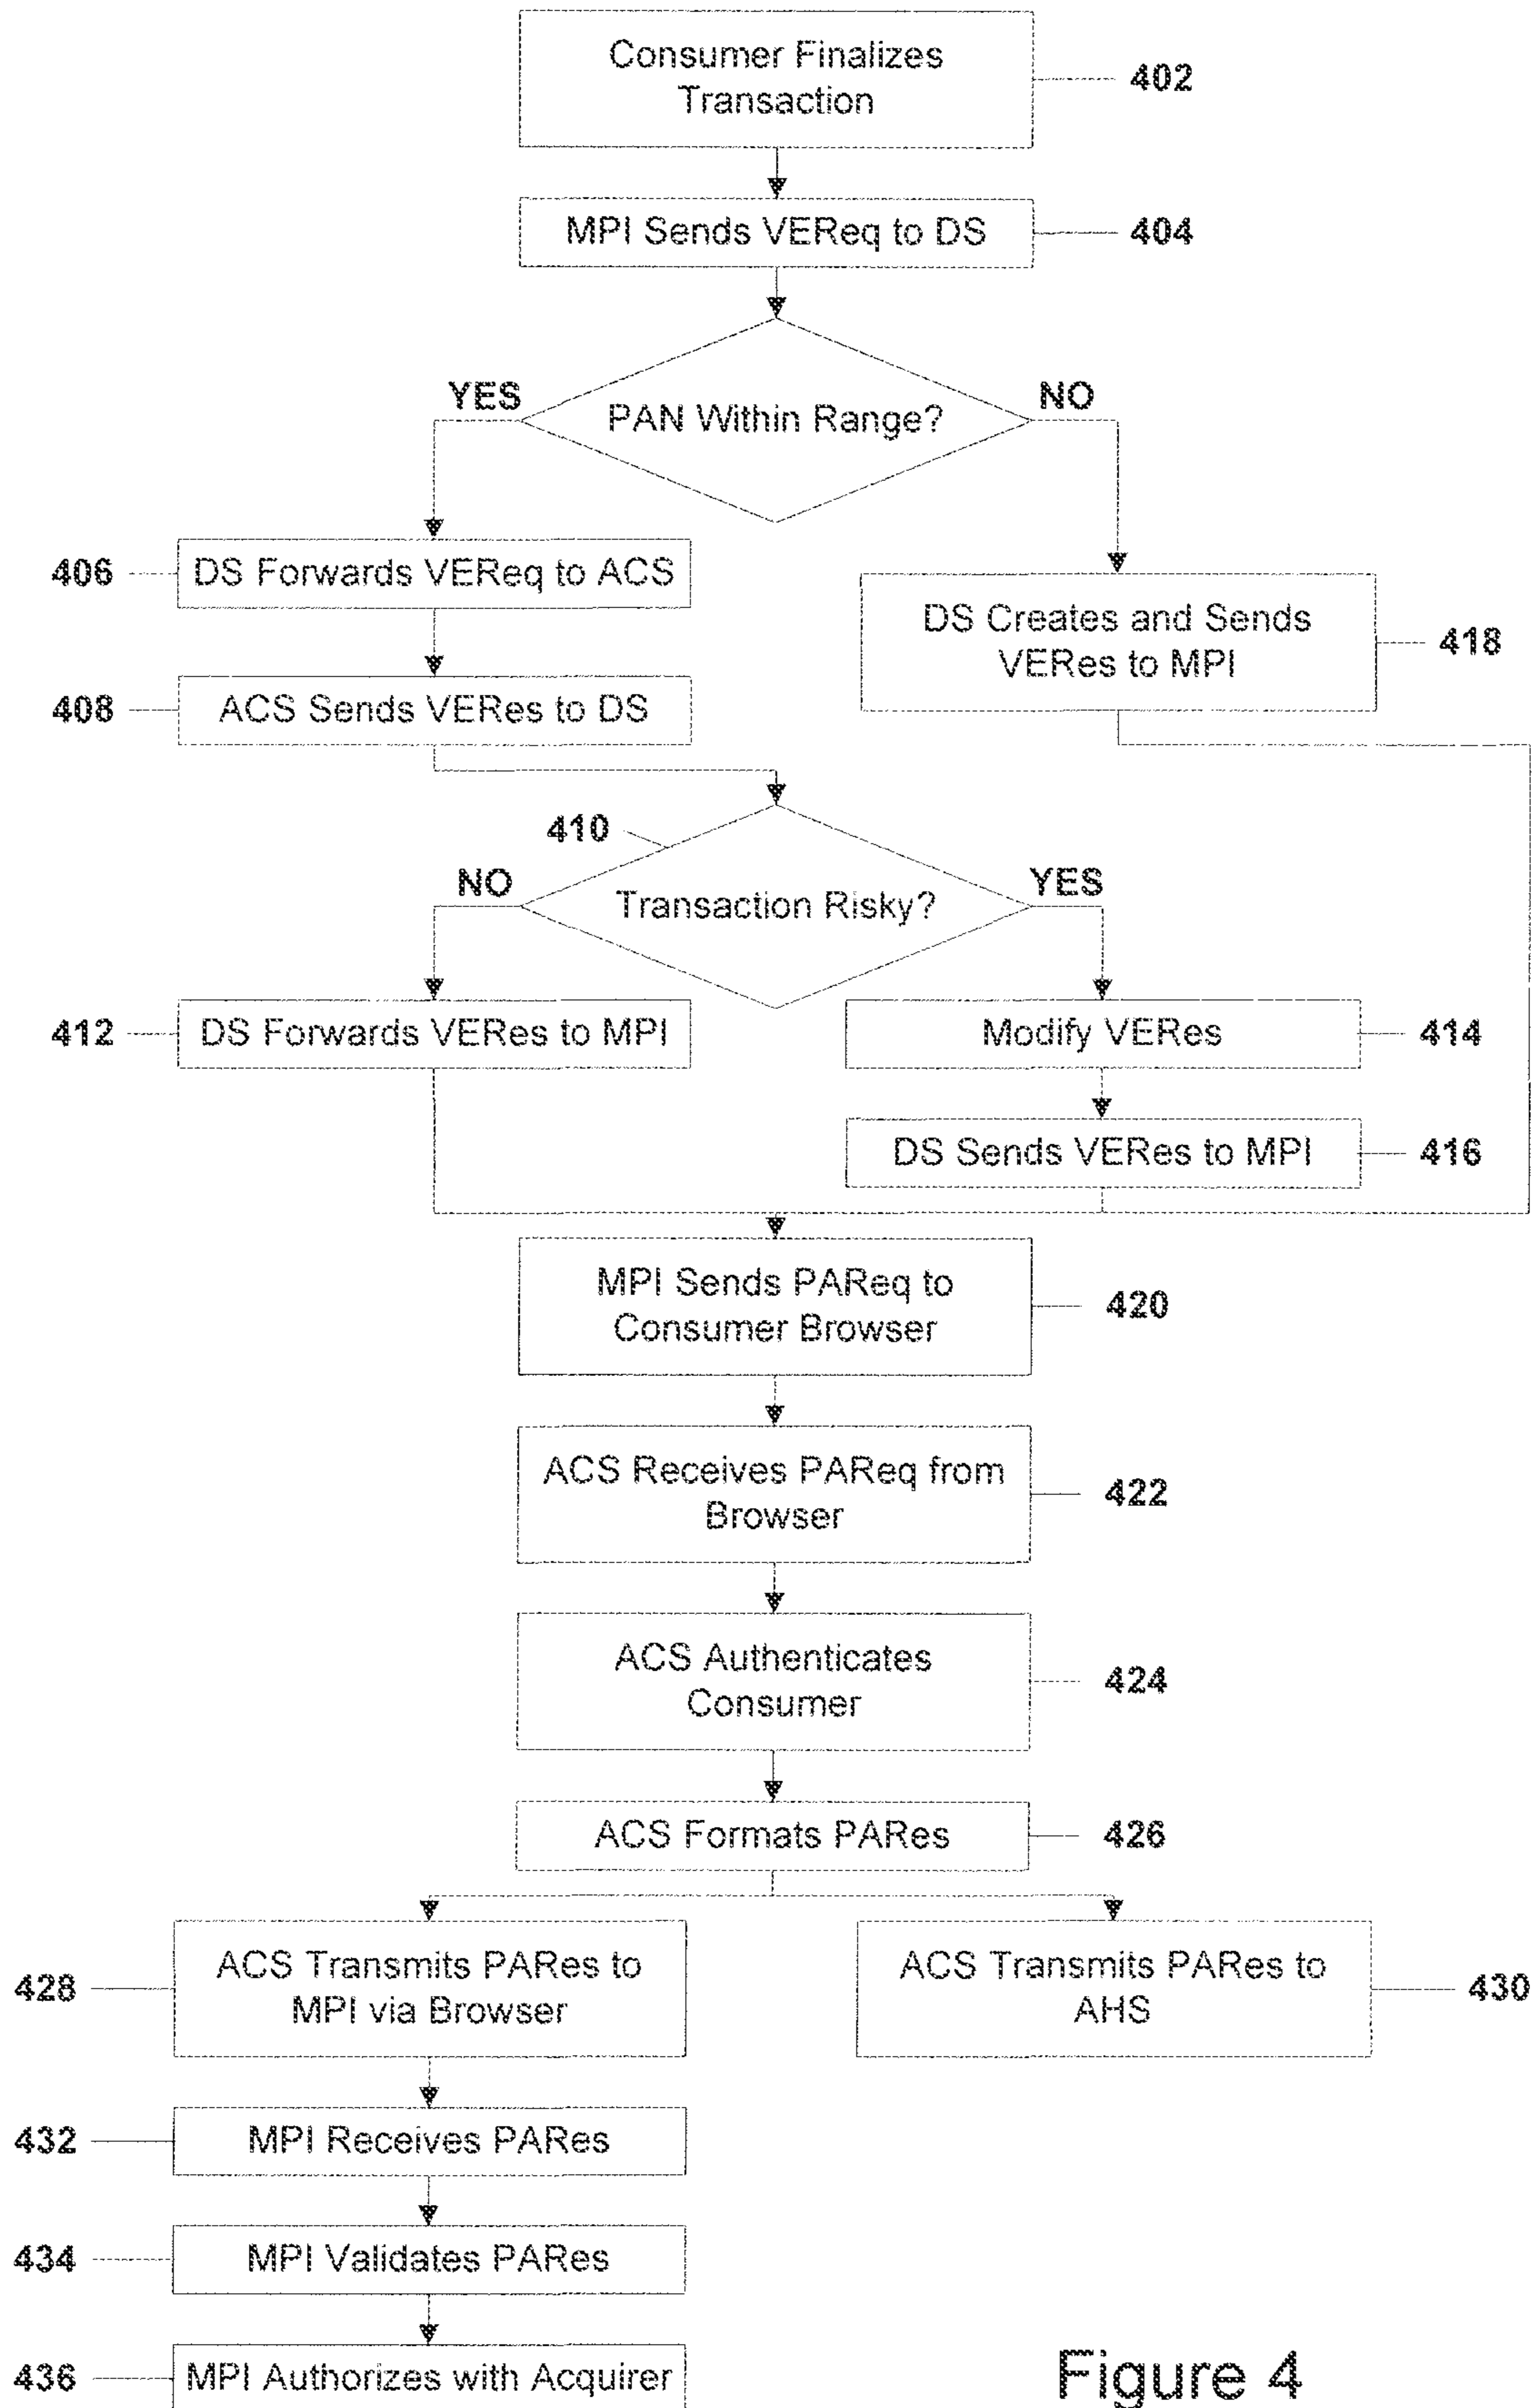 Consumer Finalizes
Transaction
402
MPI Sends VEReq to DS
404
YES
PAN Within Range?
NO
406
DS Forwards VEReq to ACS
DS Creates and Sends
VERes to MPI
418
408
ACS Sends VERes to DS
410
NO
Transaction Risky?
YES
412
DS Forwards VERes to MPI
Modify VERes
414
DS Sends VERes to MPI
416
MPI Sends PAReq to
Consumer Browser
420
ACS Receives PAReq from
Browser
422
ACS Authenticates
Consumer
424
ACS Formats PARes
426
428
ACS Transmits PARes to
MPI via Browser
ACS Transmits PARes to
AHS
430
432
MPI Receives PARes
434
MPI Validates PARes
436
MPI Authorizes with Acquirer
Figure 4